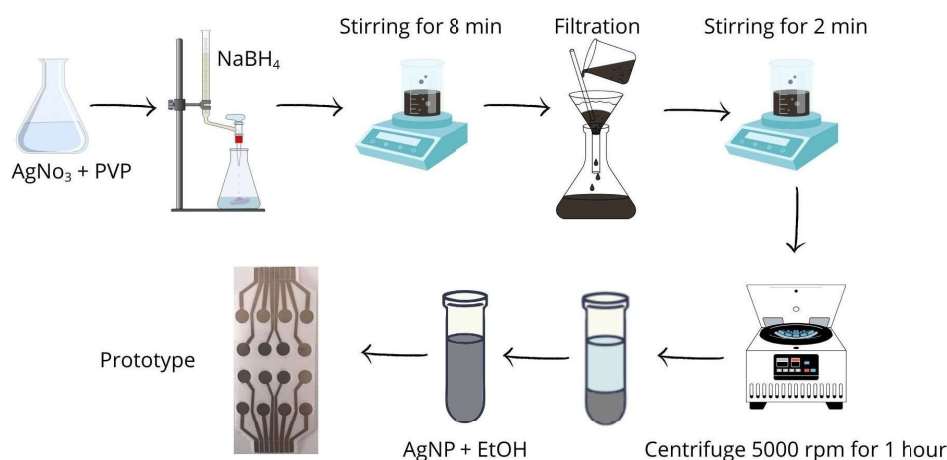 Stirring for 8 min
Filtration
Stirring for 2 min
NaBH₄
AgNo₃ + PVP
Prototype
AgNP + EtOH
Centrifuge 5000 rpm for 1 hour